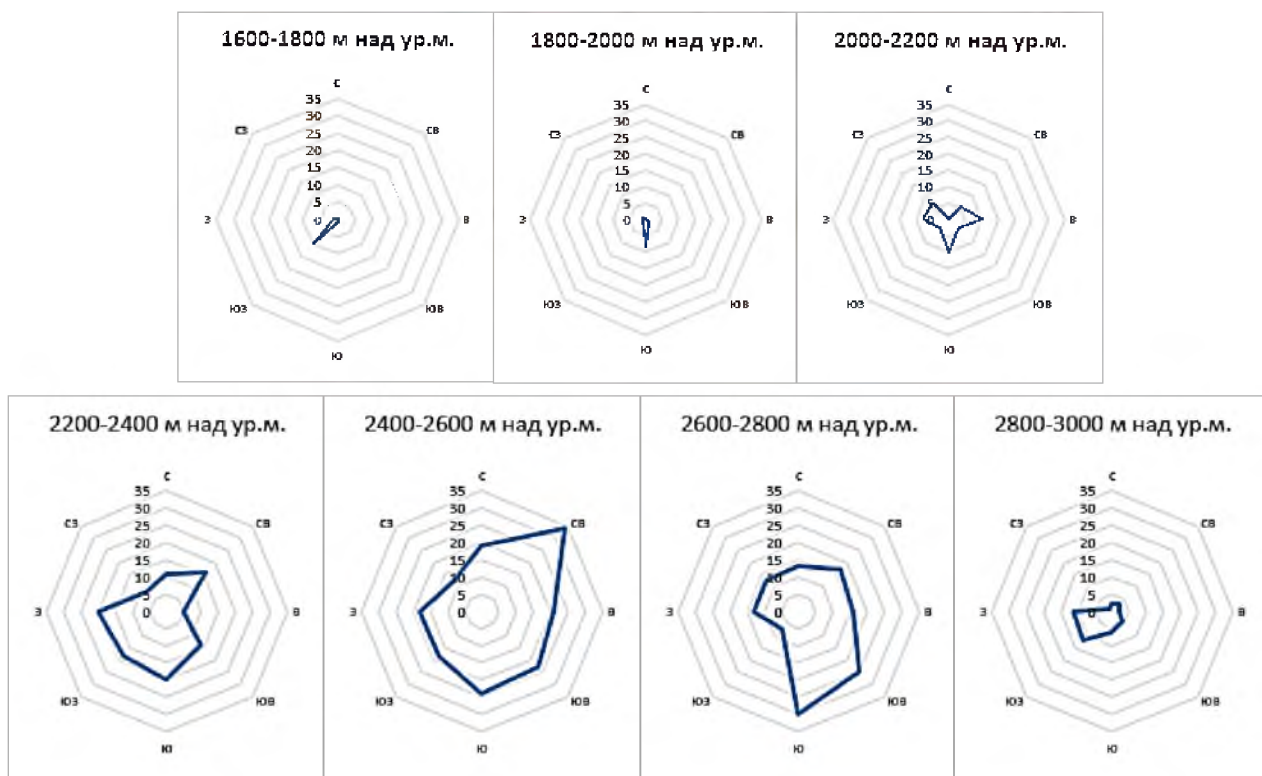 1600-1800 м над ур.м.
С
35
30
25
20
15
10
5
0
СЗ
СВ
З
В
ЮЗ
ЮВ
Ю
1800-2000 м над ур.м.
С
35
30
25
20
15
10
5
0
СЗ
СВ
З
В
ЮЗ
ЮВ
Ю
2000-2200 м над ур.м.
С
35
30
25
20
15
10
5
0
СЗ
СВ
З
В
ЮЗ
ЮВ
Ю
2200-2400 м над ур.м.
С
35
30
25
20
15
10
5
0
СЗ
СВ
З
В
ЮЗ
ЮВ
Ю
2400-2600 м над ур.м.
С
35
30
25
20
15
10
5
0
СЗ
СВ
З
В
ЮЗ
ЮВ
Ю
2600-2800 м над ур.м.
С
35
30
25
20
15
10
5
0
СЗ
СВ
З
В
ЮЗ
ЮВ
Ю
2800-3000 м над ур.м.
С
35
30
25
20
15
10
5
0
СЗ
СВ
З
В
ЮЗ
ЮВ
Ю